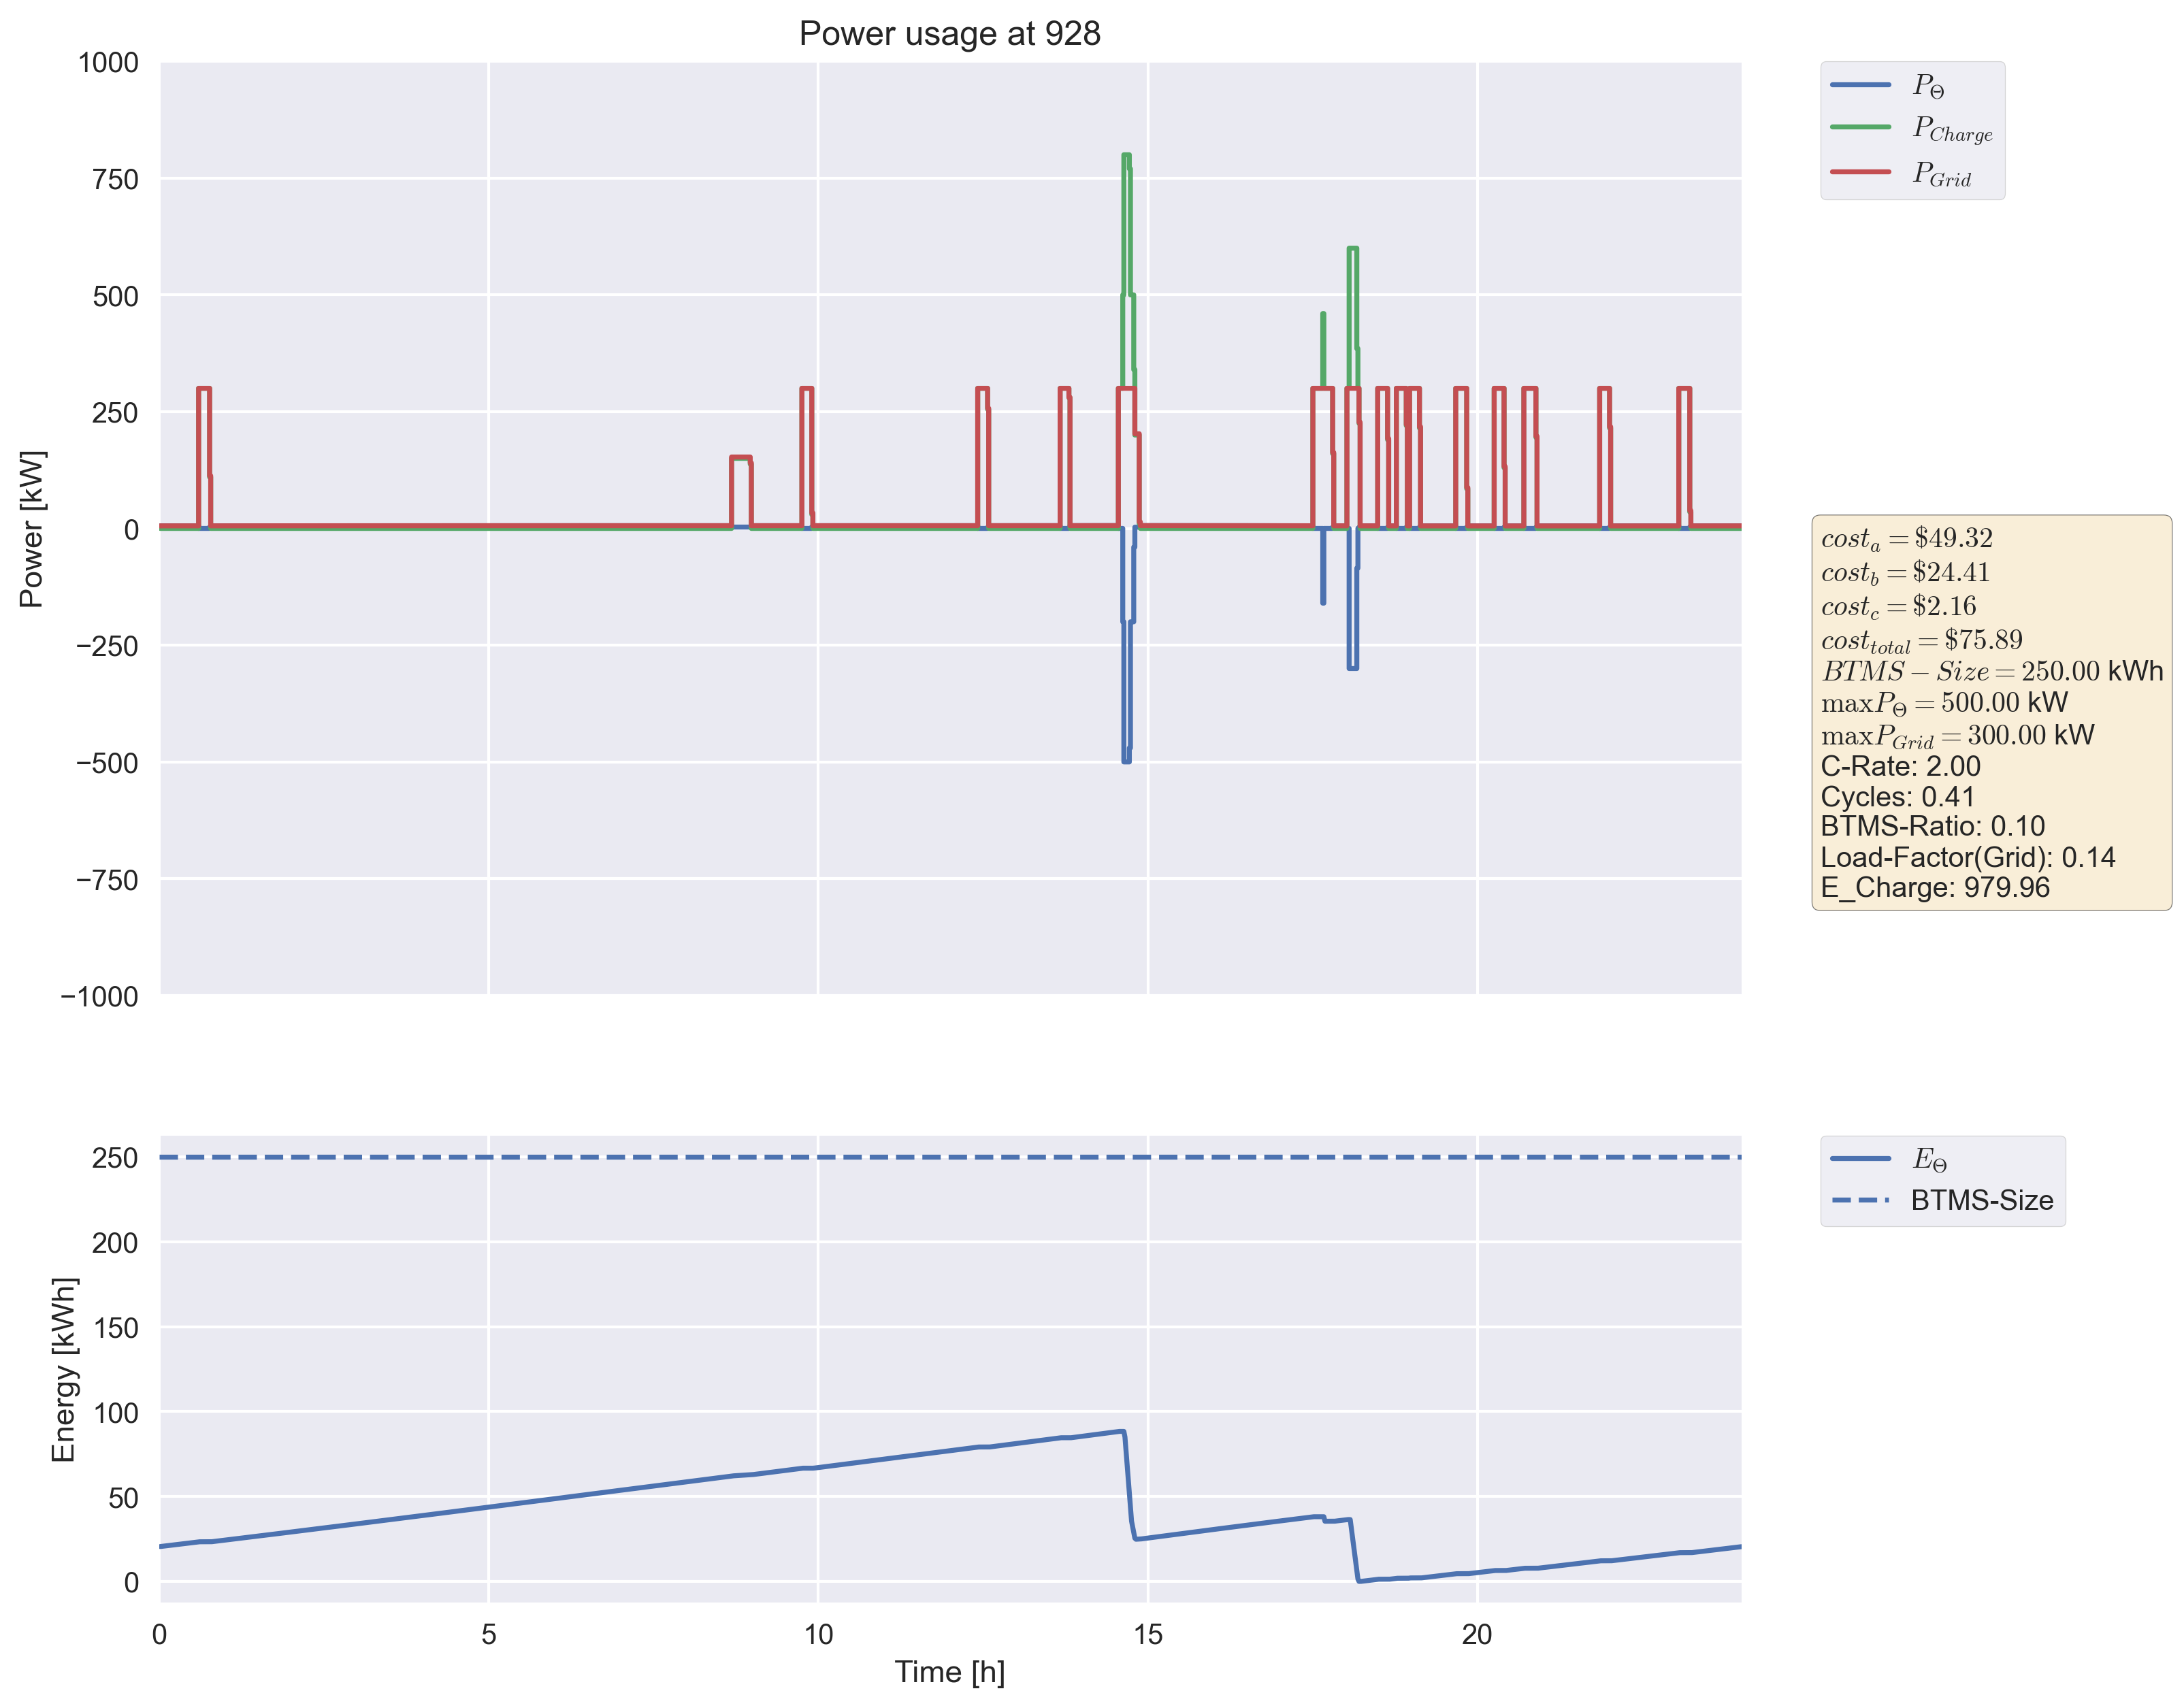 Power usage at 928
1000
750
500
250
0
−250
−500
−750
−1000
Power [kW]
P_Θ
P_Charge
P_Grid
cost_a = $49.32
cost_b = $24.41
cost_c = $2.16
cost_total = $75.89
BTMS − Size = 250.00 kWh
maxP_Θ = 500.00 kW
maxP_Grid = 300.00 kW
C-Rate: 2.00
Cycles: 0.41
BTMS-Ratio: 0.10
Load-Factor(Grid): 0.14
E_Charge: 979.96
250
200
150
100
50
0
Energy [kWh]
E_Θ
BTMS-Size
0 5 10 15 20
Time [h]